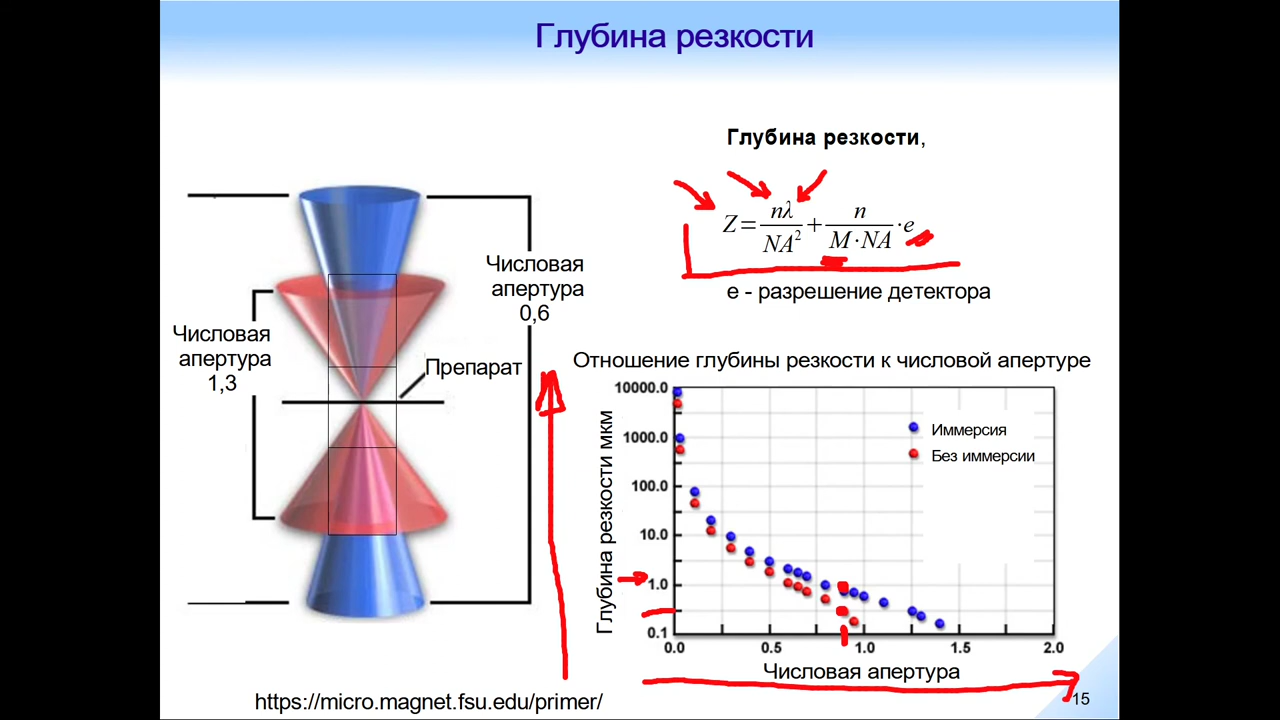 Глубина резкости
Глубина резкости,
Z = nλ/NA² + n/(M·NA) · e
e - разрешение детектора
Числовая
апертура
0,6
Числовая
апертура
1,3
Препарат
Отношение глубины резкости к числовой апертуре
Глубина резкости мкм
10000.0
1000.0
100.0
10.0
1.0
0.1
Иммерсия
Без иммерсии
0.0 0.5 1.0 1.5 2.0
Числовая апертура
https://micro.magnet.fsu.edu/primer/
15